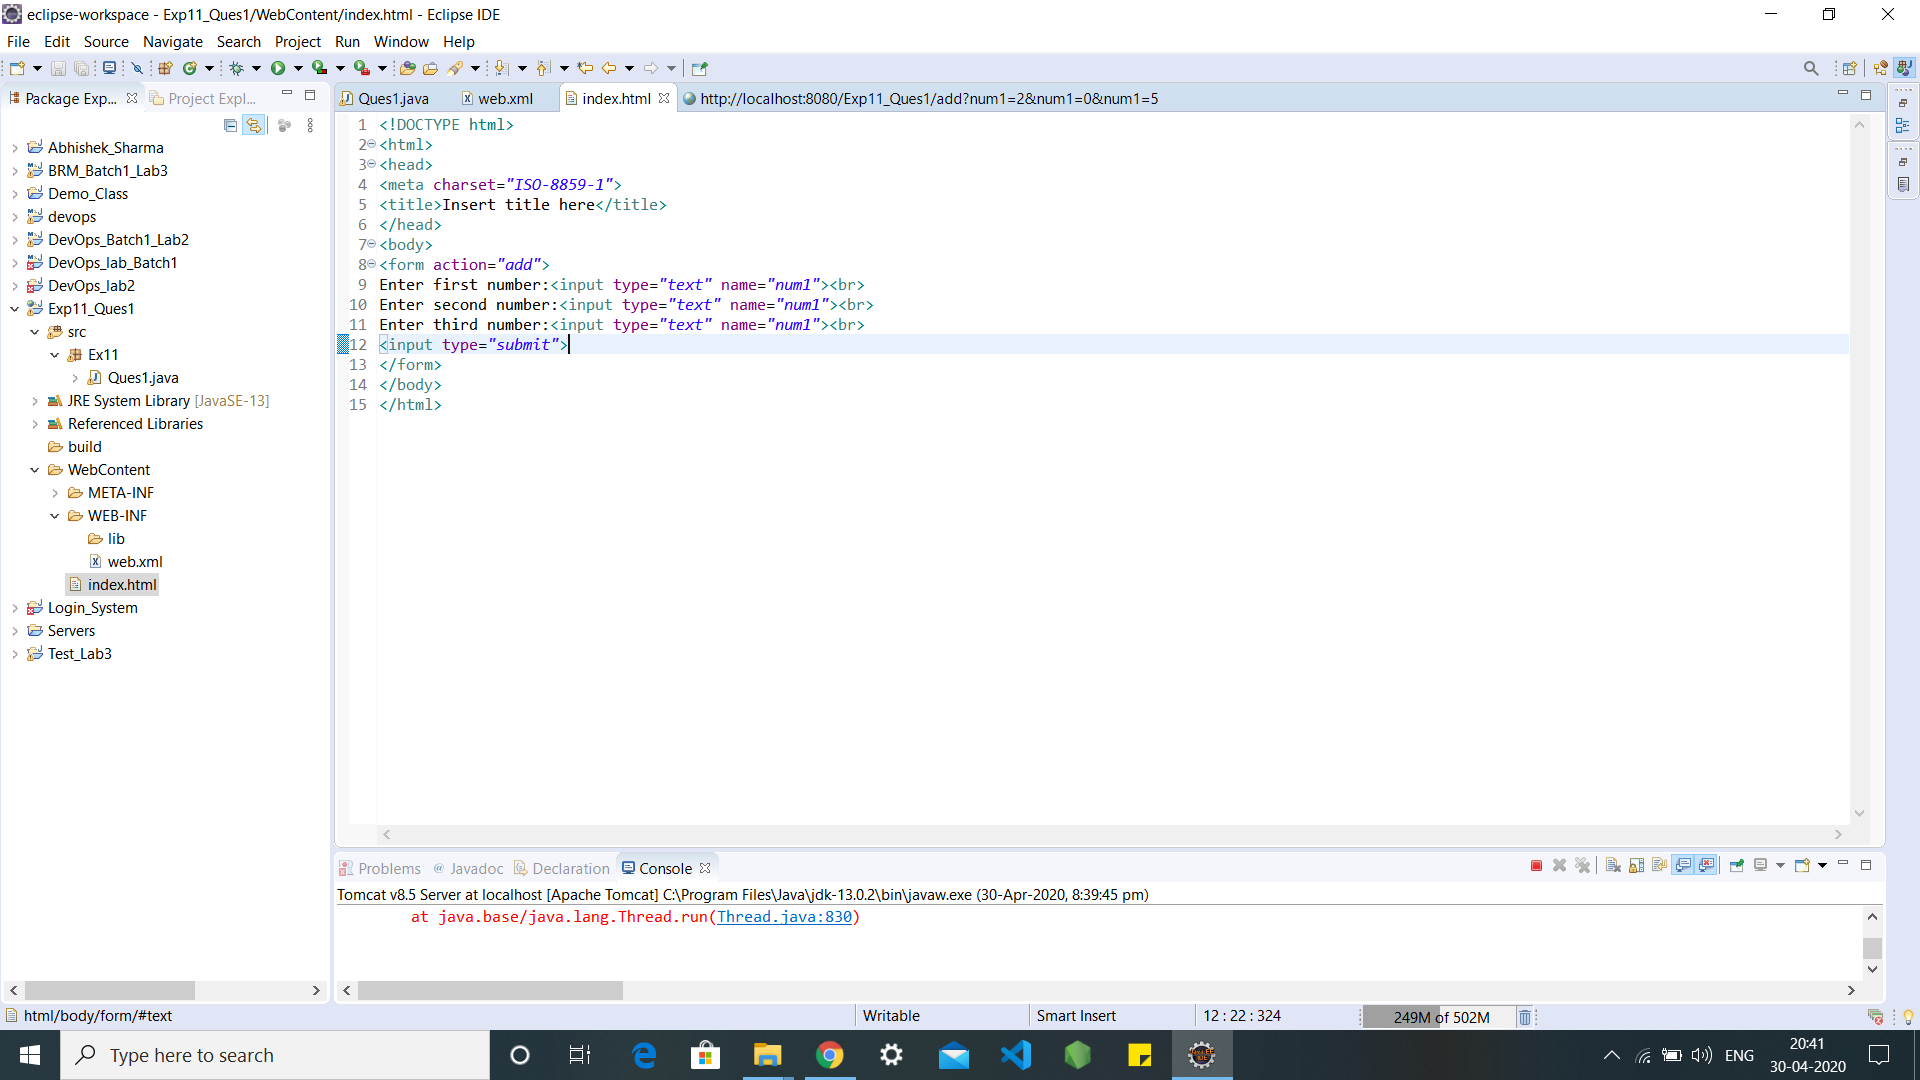 eclipse-workspace - Exp11_Ques1/WebContent/index.html - Eclipse IDE
File Edit Source Navigate Search Project Run Window Help
Package Exp...
Project Expl...
Abhishek_Sharma
BRM_Batch1_Lab3
Demo_Class
devops
DevOps_Batch1_Lab2
DevOps_lab_Batch1
DevOps_lab2
Exp11_Ques1
src
Ex11
Ques1.java
JRE System Library [JavaSE-13]
Referenced Libraries
build
WebContent
META-INF
WEB-INF
lib
web.xml
index.html
Login_System
Servers
Test_Lab3
Ques1.java web.xml index.html http://localhost:8080/Exp11_Ques1/add?num1=2&num1=0&num1=5
1 <!DOCTYPE html>
2 <html>
3 <head>
4 <meta charset="ISO-8859-1">
5 <title>Insert title here</title>
6 </head>
7 <body>
8 <form action="add">
9 Enter first number:<input type="text" name="num1"><br>
10 Enter second number:<input type="text" name="num1"><br>
11 Enter third number:<input type="text" name="num1"><br>
12 <input type="submit">
13 </form>
14 </body>
15 </html>
Problems @ Javadoc Declaration Console
Tomcat v8.5 Server at localhost [Apache Tomcat] C:\Program Files\Java\jdk-13.0.2\bin\javaw.exe (30-Apr-2020, 8:39:45 pm)
at java.base/java.lang.Thread.run(Thread.java:830)
html/body/form/#text Writable Smart Insert 12 : 22 : 324 249M of 502M
Type here to search
ENG
20:41
30-04-2020